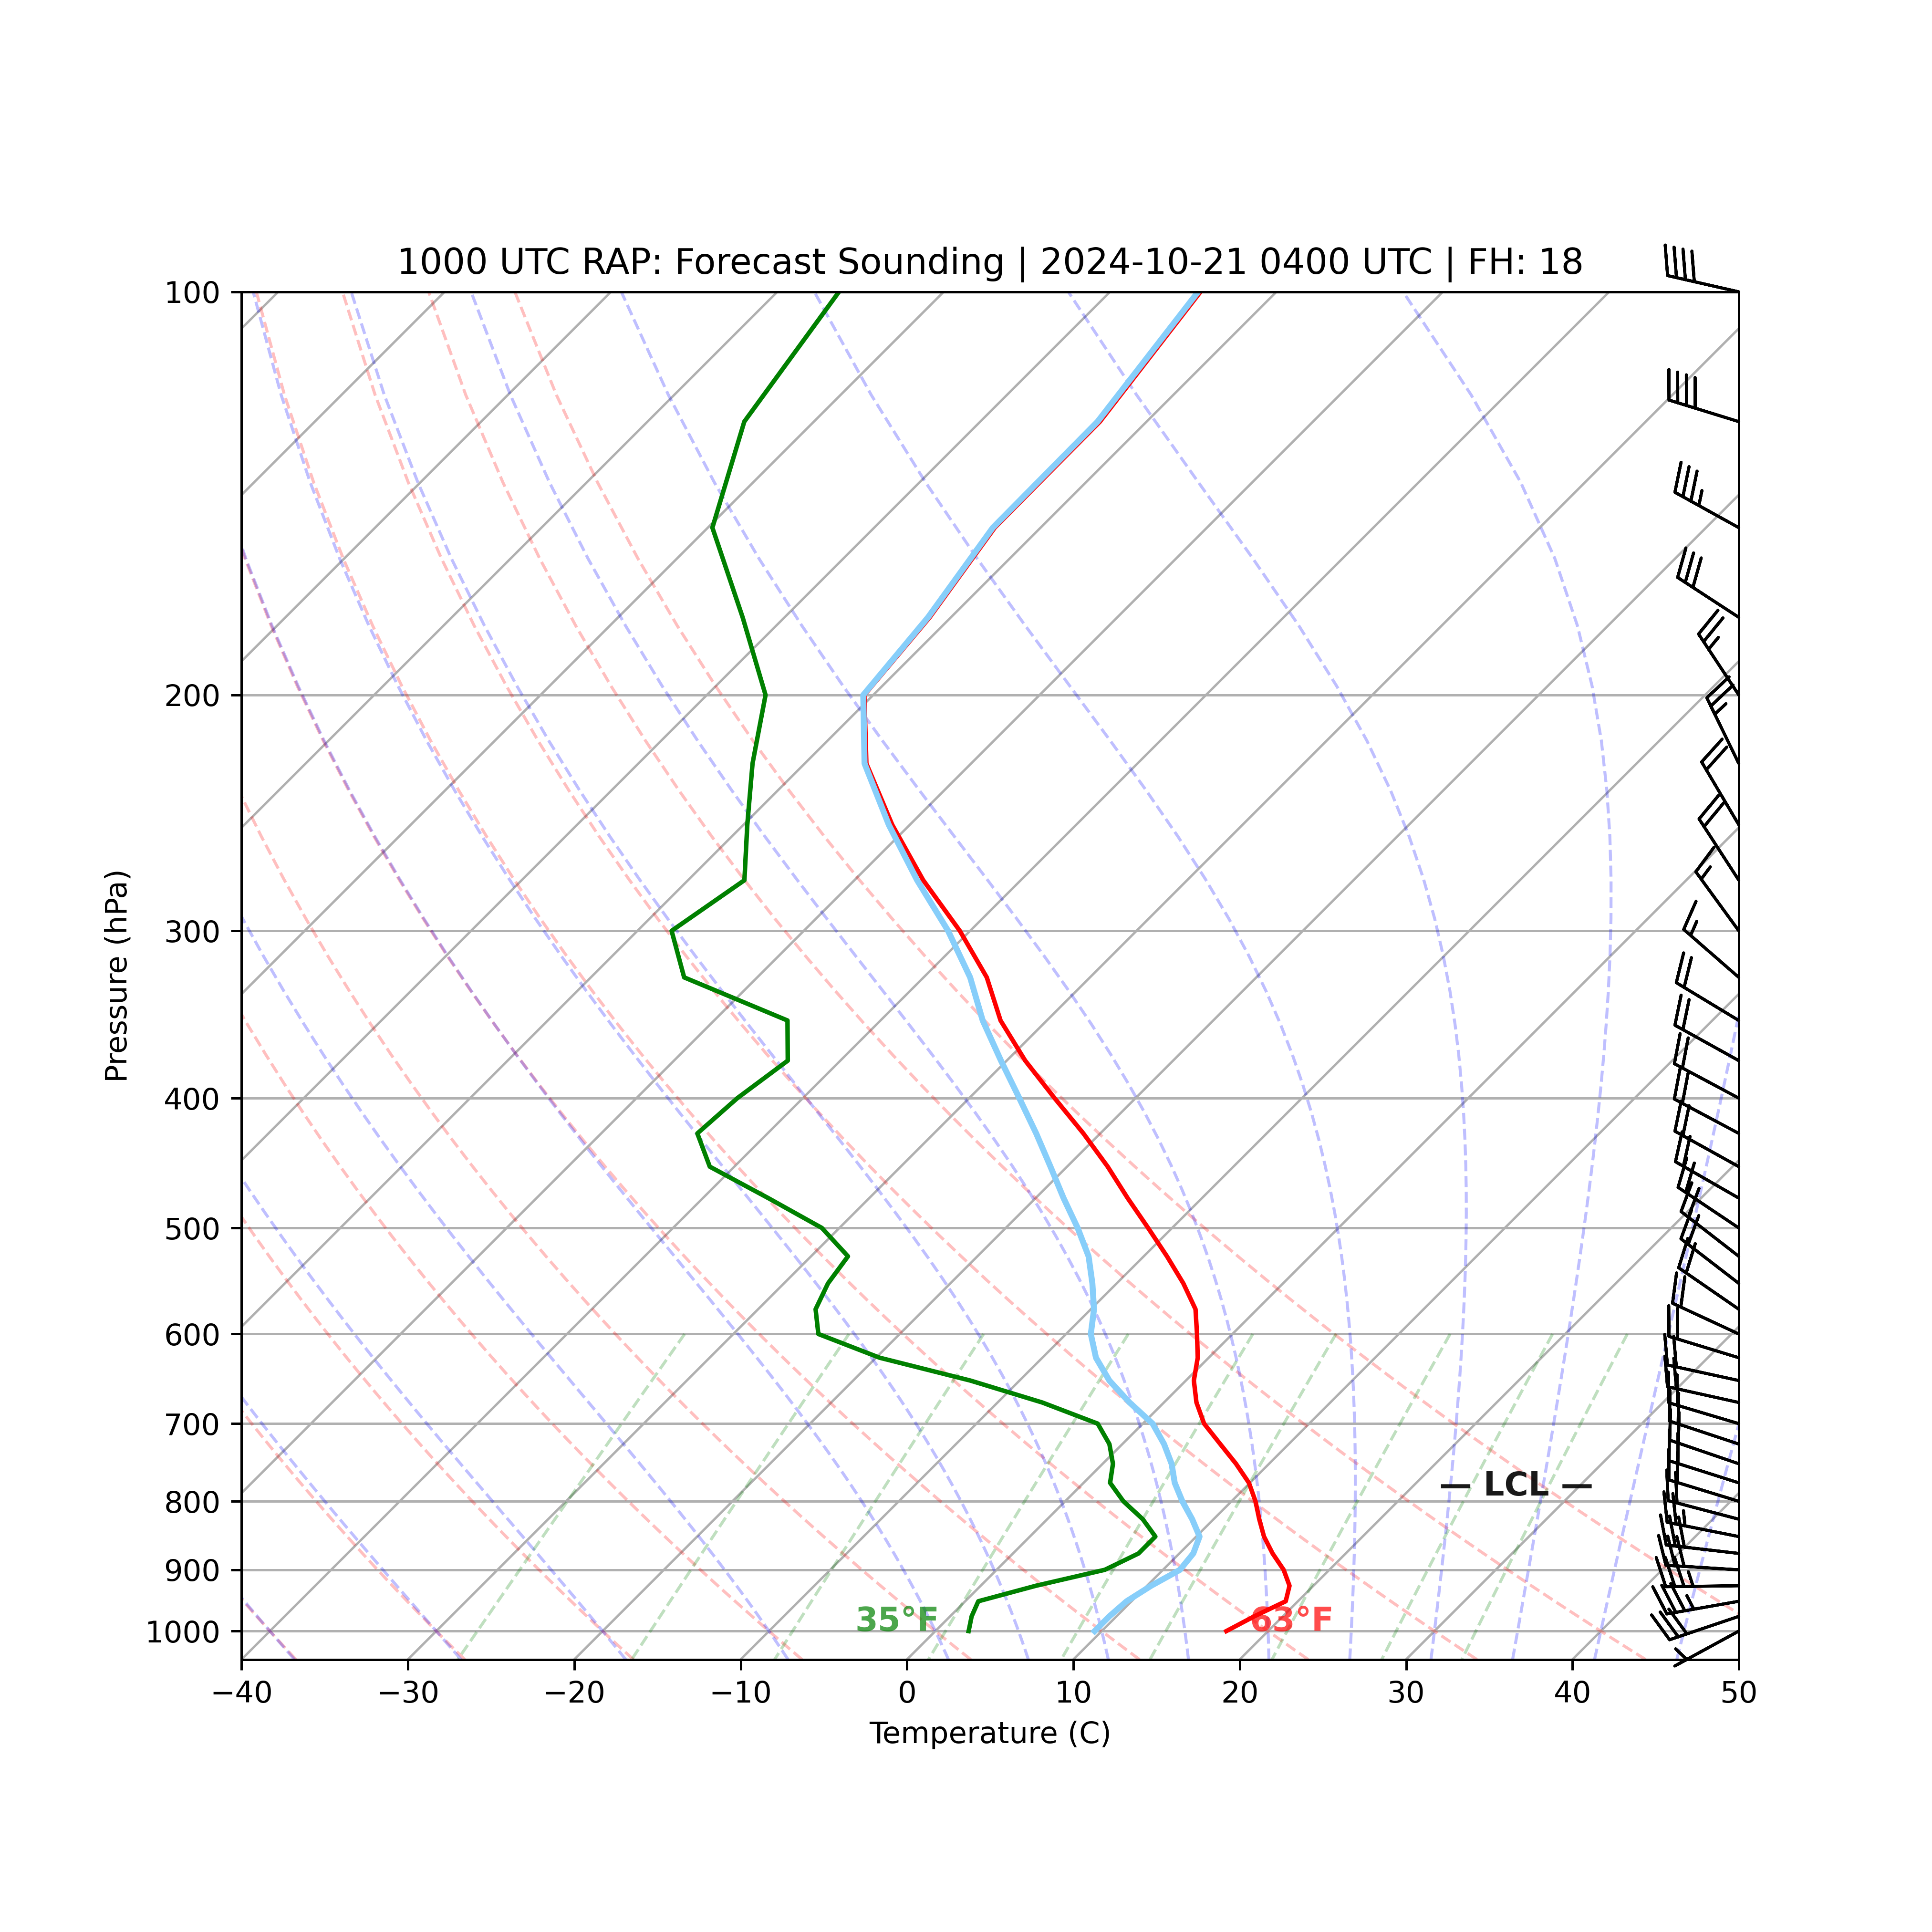 1000 UTC RAP: Forecast Sounding | 2024-10-21 0400 UTC | FH: 18
100
200
300
400
500
600
700
800
900
1000
Pressure (hPa)
— LCL —
35°F
63°F
−40 −30 −20 −10 0 10 20 30 40 50
Temperature (C)